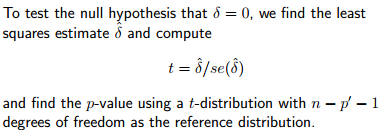 To test the null hypothesis that δ = 0, we find the least
squares estimate δ̂ and compute
t = δ̂/se(δ̂)
and find the p-value using a t-distribution with n − p′ − 1
degrees of freedom as the reference distribution.